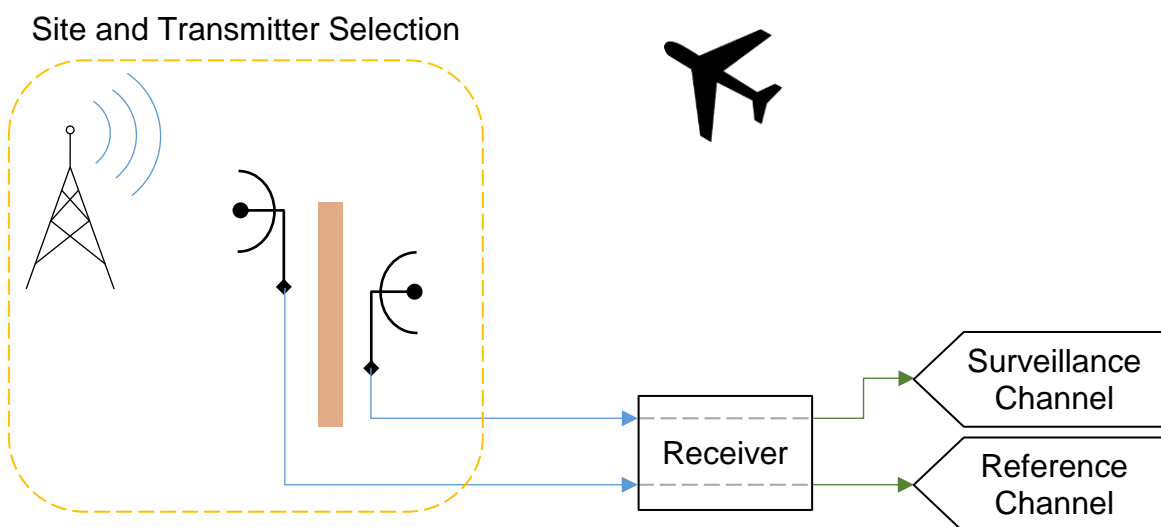 Site and Transmitter Selection
Surveillance
Channel
Receiver
Reference
Channel